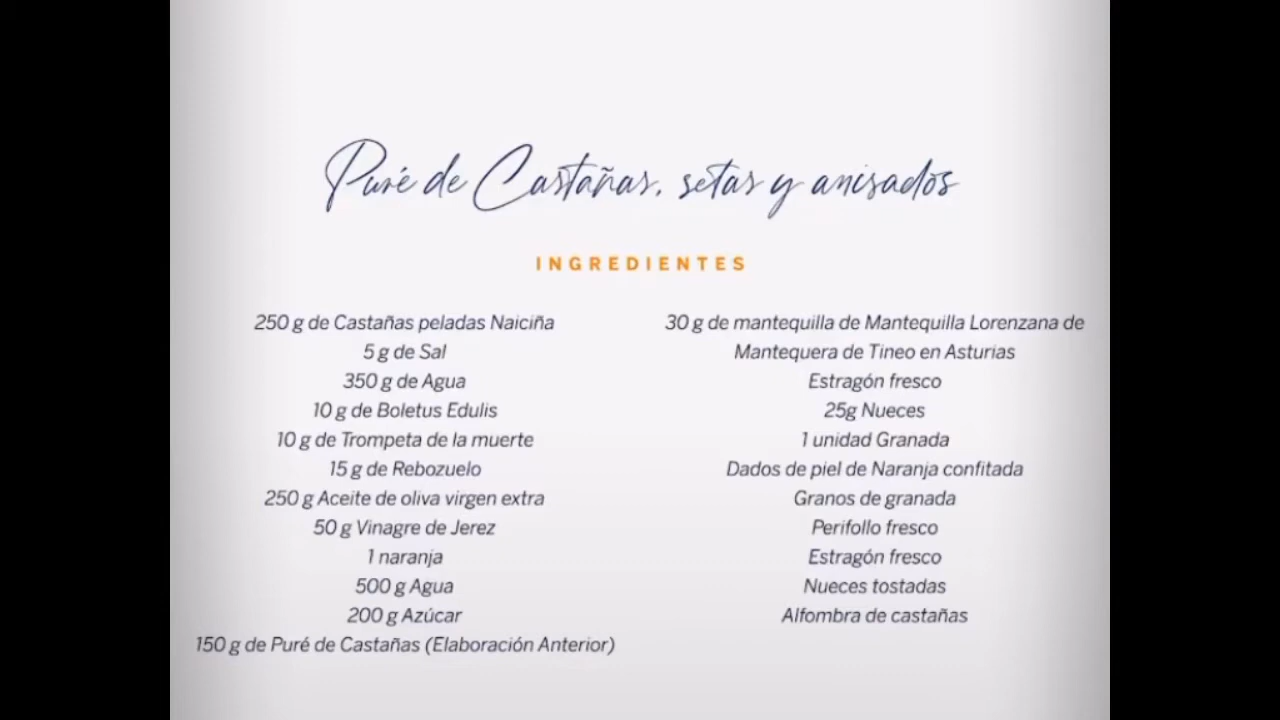 Puré de Castañas, setas y anisados
INGREDIENTES
250 g de Castañas peladas Naiciña
5 g de Sal
350 g de Agua
10 g de Boletus Edulis
10 g de Trompeta de la muerte
15 g de Rebozuelo
250 g Aceite de oliva virgen extra
50 g Vinagre de Jerez
1 naranja
500 g Agua
200 g Azúcar
150 g de Puré de Castañas (Elaboración Anterior)
30 g de mantequilla de Mantequilla Lorenzana de
Mantequera de Tineo en Asturias
Estragón fresco
25g Nueces
1 unidad Granada
Dados de piel de Naranja confitada
Granos de granada
Perifollo fresco
Estragón fresco
Nueces tostadas
Alfombra de castañas